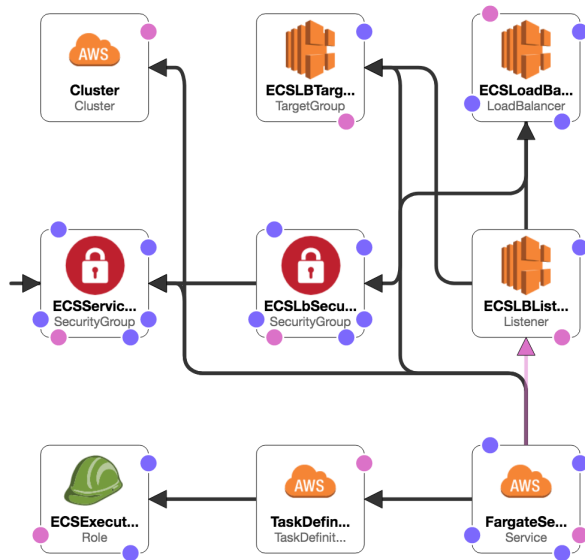 AWS
Cluster
Cluster
ECSLBTarg...
TargetGroup
ECSLoadBa...
LoadBalancer
ECSServic...
SecurityGroup
ECSLbSecu...
SecurityGroup
ECSLBList...
Listener
ECSExecut...
Role
AWS
TaskDefin...
TaskDefinit...
AWS
FargateSe...
Service